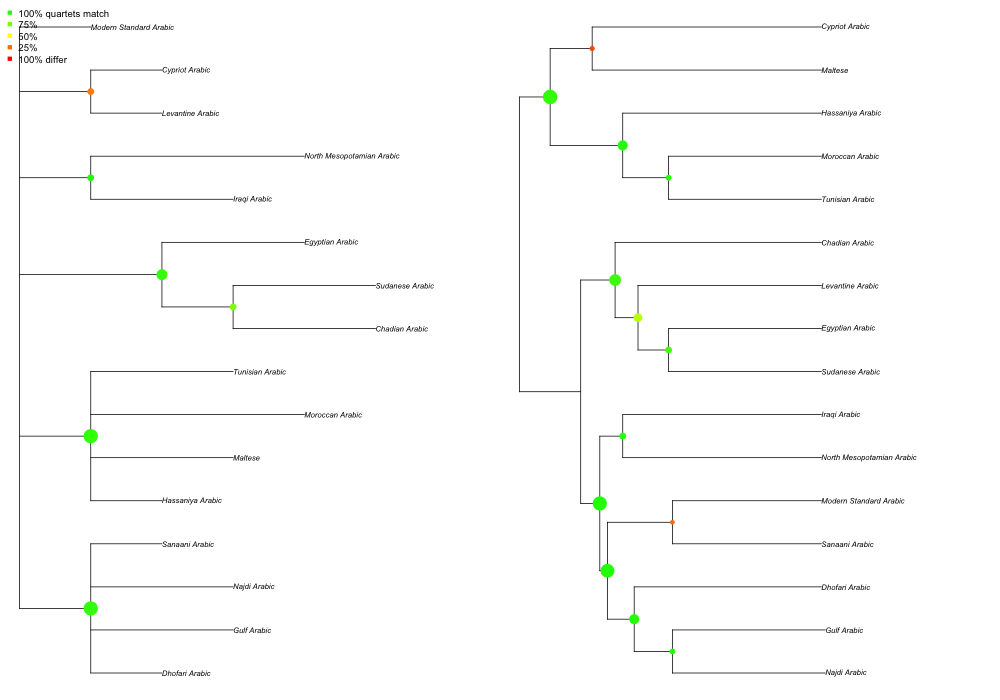 100% quartets match
75%
50%
25%
100% differ
Modern Standard Arabic
Cypriot Arabic
Levantine Arabic
North Mesopotamian Arabic
Iraqi Arabic
Egyptian Arabic
Sudanese Arabic
Chadian Arabic
Tunisian Arabic
Moroccan Arabic
Maltese
Hassaniya Arabic
Sanaani Arabic
Najdi Arabic
Gulf Arabic
Dhofari Arabic
Cypriot Arabic
Maltese
Hassaniya Arabic
Moroccan Arabic
Tunisian Arabic
Chadian Arabic
Levantine Arabic
Egyptian Arabic
Sudanese Arabic
Iraqi Arabic
North Mesopotamian Arabic
Modern Standard Arabic
Sanaani Arabic
Dhofari Arabic
Gulf Arabic
Najdi Arabic